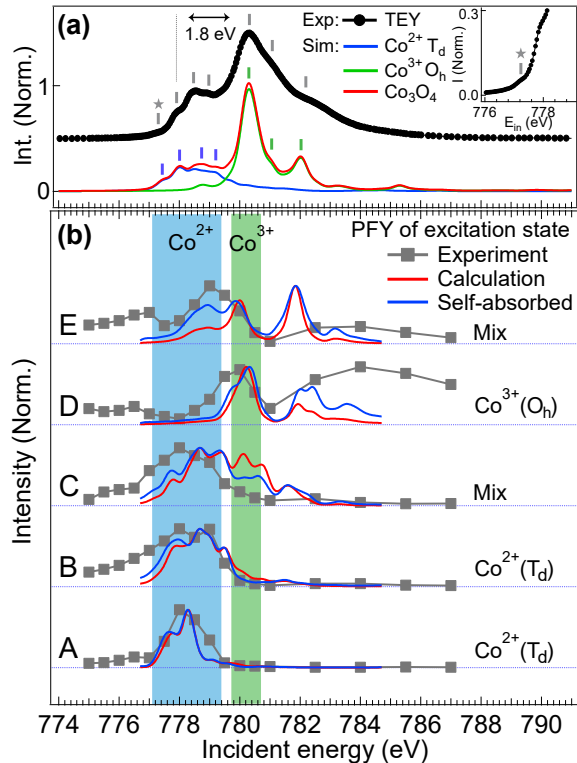 (a)
1.8 eV
Exp: TEY
Sim: Co2+ Td
Co3+ Oh
Co3O4
Int. (Norm.)
1
0
I (Norm.)
0.3
0.0
776
778
Ein (eV)
(b)
Co2+
Co3+
PFY of excitation state
Experiment
Calculation
Self-absorbed
E
Mix
D
Co3+(Oh)
C
Mix
B
Co2+(Td)
A
Co2+(Td)
Intensity (Norm.)
774 776 778 780 782 784 786 788 790
Incident energy (eV)